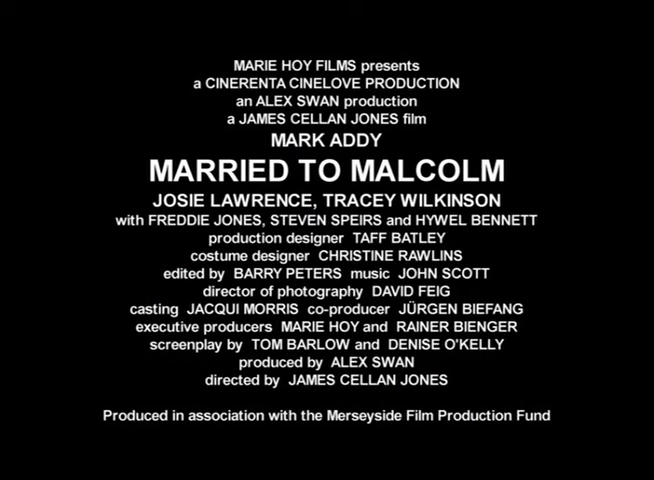 MARIE HOY FILMS presents
a CINERENTA CINELOVE PRODUCTION
an ALEX SWAN production
a JAMES CELLAN JONES film
MARK ADDY
MARRIED TO MALCOLM
JOSIE LAWRENCE, TRACEY WILKINSON
with FREDDIE JONES, STEVEN SPEIRS and HYWEL BENNETT
production designer TAFF BATLEY
costume designer CHRISTINE RAWLINS
edited by BARRY PETERS music JOHN SCOTT
director of photography DAVID FEIG
casting JACQUI MORRIS co-producer JÜRGEN BIEFANG
executive producers MARIE HOY and RAINER BIENGER
screenplay by TOM BARLOW and DENISE O'KELLY
produced by ALEX SWAN
directed by JAMES CELLAN JONES
Produced in association with the Merseyside Film Production Fund